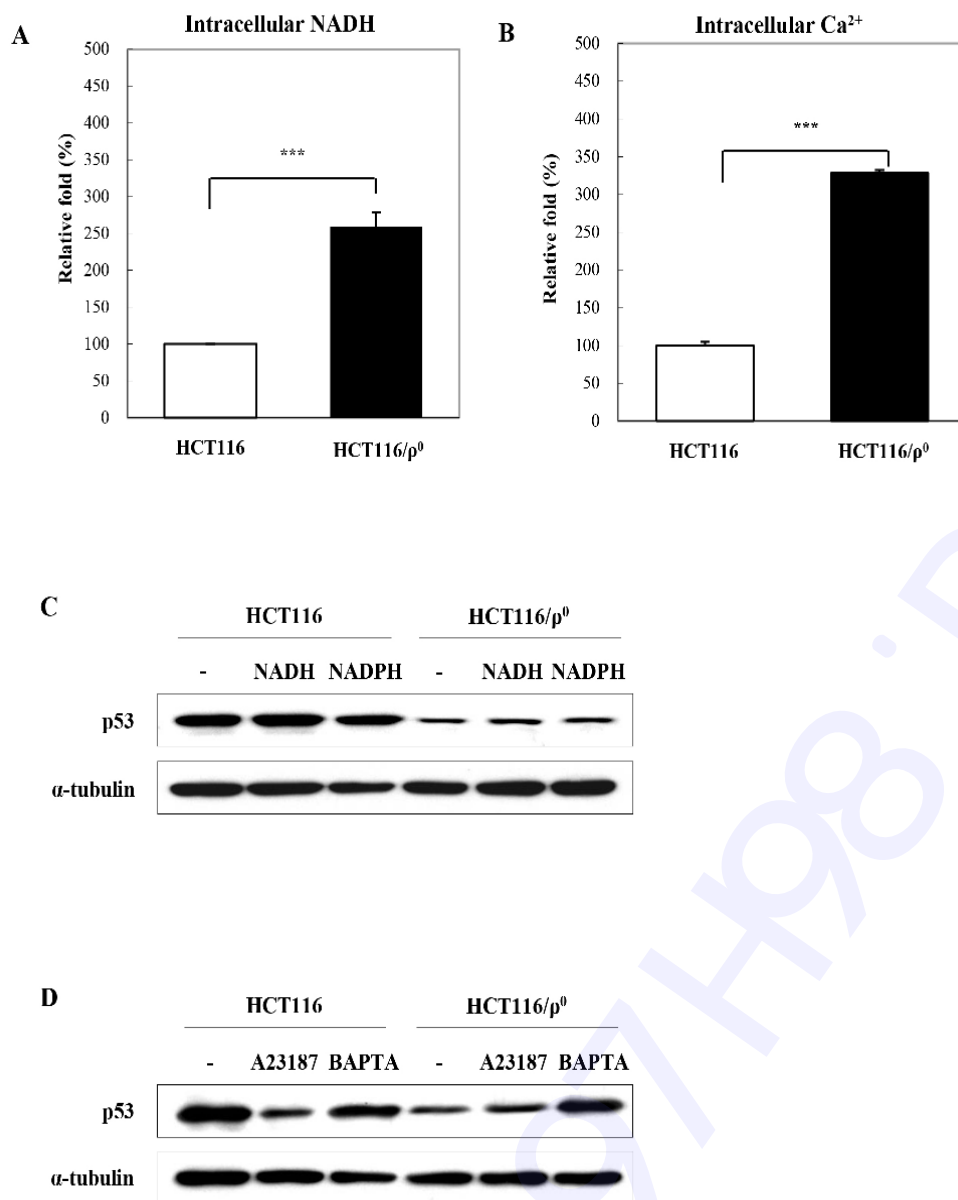 A
Intracellular NADH
Relative fold (%)
500
450
400
350
300
250
200
150
100
50
0
***
HCT116
HCT116/ρ⁰
B
Intracellular Ca²⁺
Relative fold (%)
500
450
400
350
300
250
200
150
100
50
0
***
HCT116
HCT116/ρ⁰
C
HCT116 HCT116/ρ⁰
- NADH NADPH - NADH NADPH
p53
α-tubulin
D
HCT116 HCT116/ρ⁰
- A23187 BAPTA - A23187 BAPTA
p53
α-tubulin
97H98